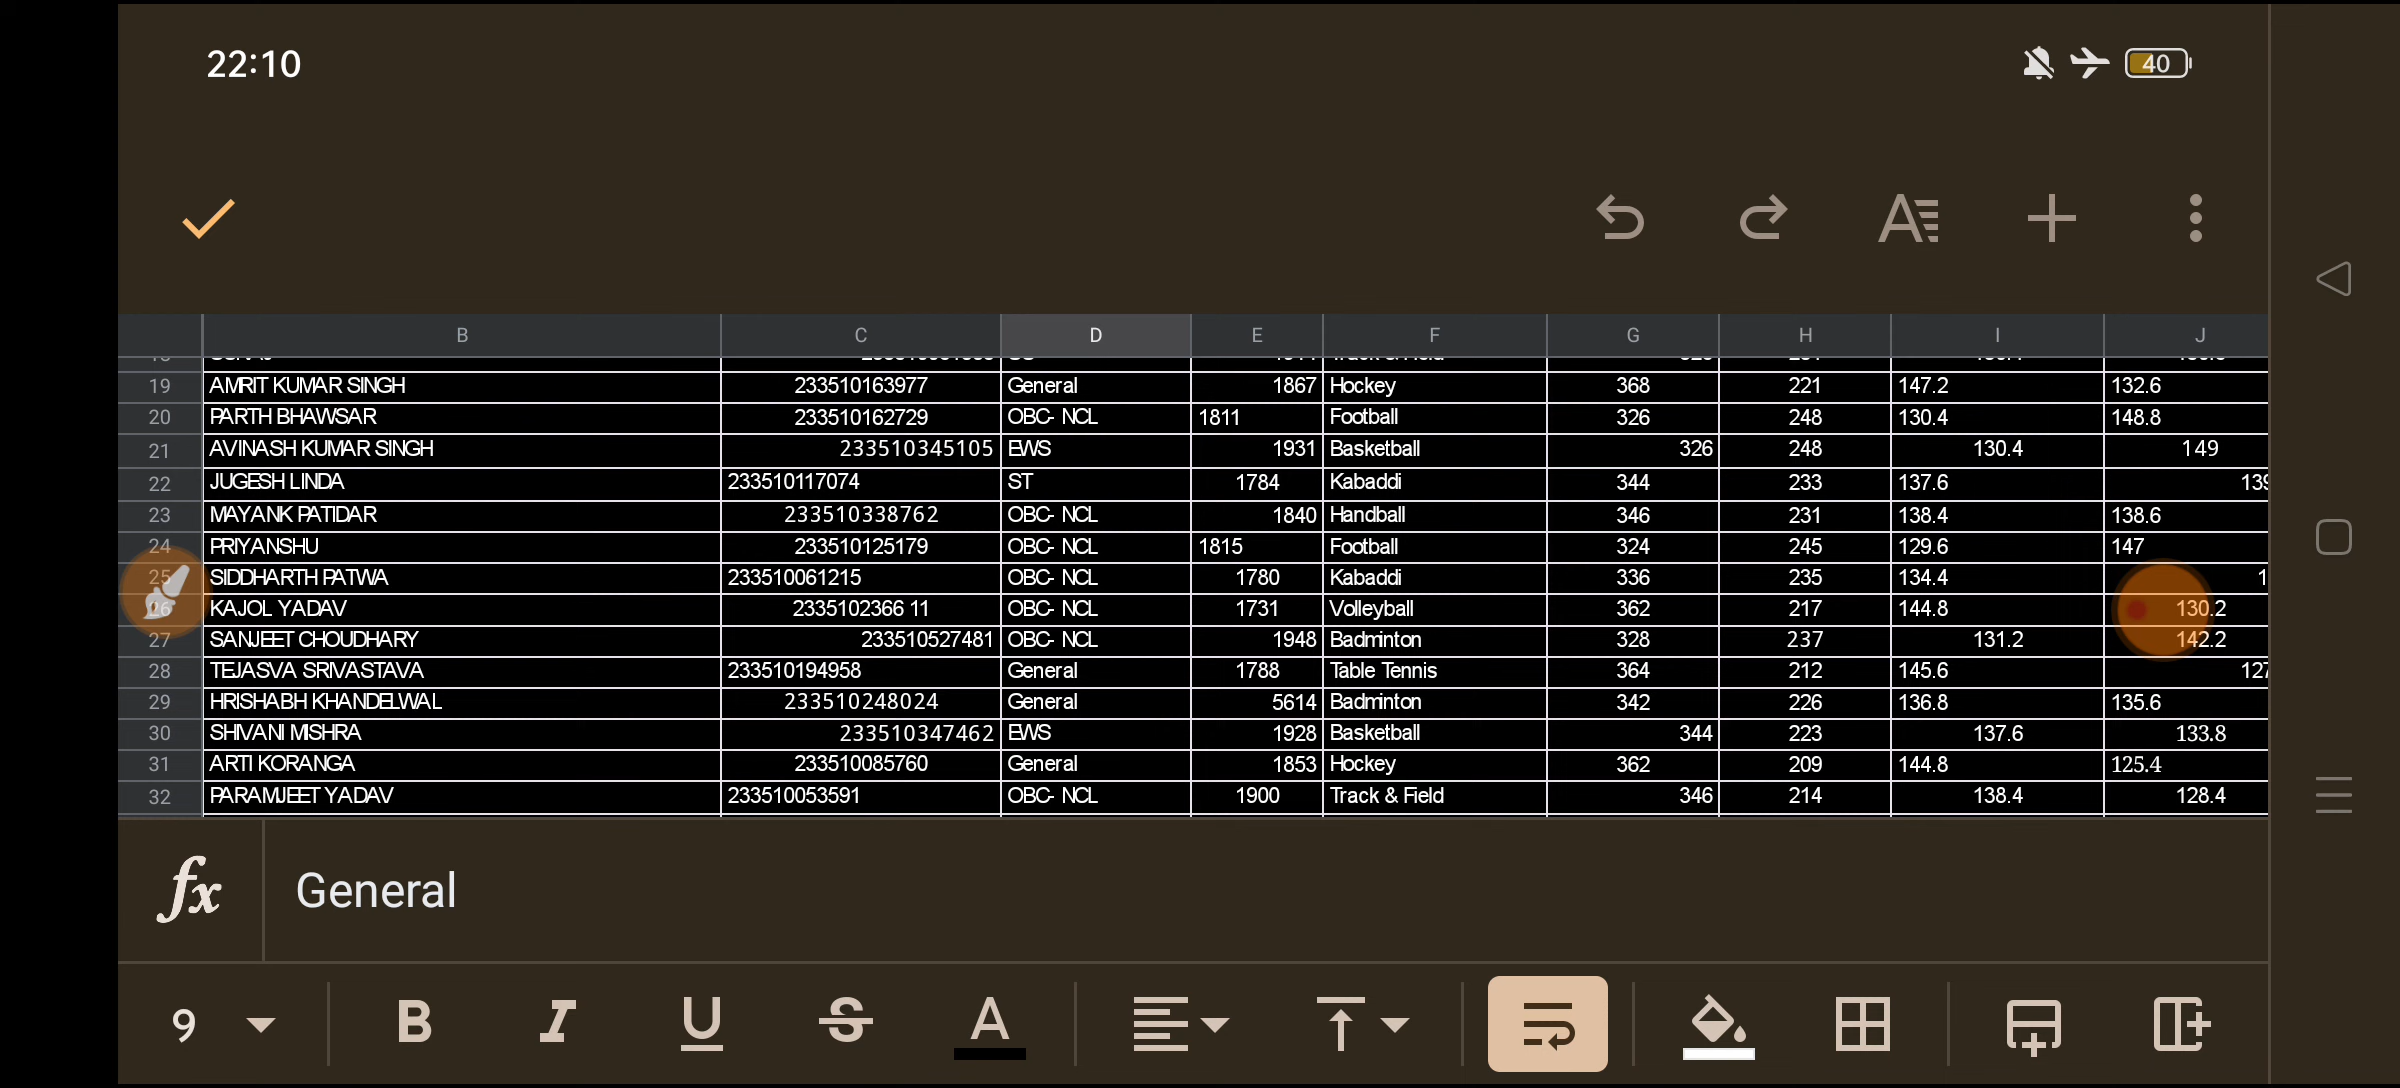 22:10
40
B C D E F G H I J
19 AMRIT KUMAR SINGH 233510163977 General 1867 Hockey 368 221 147.2 132.6
20 PARTH BHAWSAR 233510162729 OBC- NCL 1811 Football 326 248 130.4 148.8
21 AVINASH KUMAR SINGH 233510345105 EWS 1931 Basketball 326 248 130.4 149
22 JUGESH LINDA 233510117074 ST 1784 Kabaddi 344 233 137.6
23 MAYANK PATIDAR 233510338762 OBC- NCL 1840 Handball 346 231 138.4 138.6
24 PRIYANSHU 233510125179 OBC- NCL 1815 Football 324 245 129.6 147
25 SIDDHARTH PATWA 233510061215 OBC- NCL 1780 Kabaddi 336 235 134.4
26 KAJOL YADAV 2335102366 11 OBC- NCL 1731 Volleyball 362 217 144.8 130.2
27 SANJEET CHOUDHARY 233510527481 OBC- NCL 1948 Badminton 328 237 131.2 142.2
28 TEJASVA SRIVASTAVA 233510194958 General 1788 Table Tennis 364 212 145.6 127
29 HRISHABH KHANDELWAL 233510248024 General 5614 Badminton 342 226 136.8 135.6
30 SHIVANI MISHRA 233510347462 EWS 1928 Basketball 344 223 137.6 133.8
31 ARTI KORANGA 233510085760 General 1853 Hockey 362 209 144.8 125.4
32 PARAMJEET YADAV 233510053591 OBC- NCL 1900 Track & Field 346 214 138.4 128.4
fx General
9 B I U S A